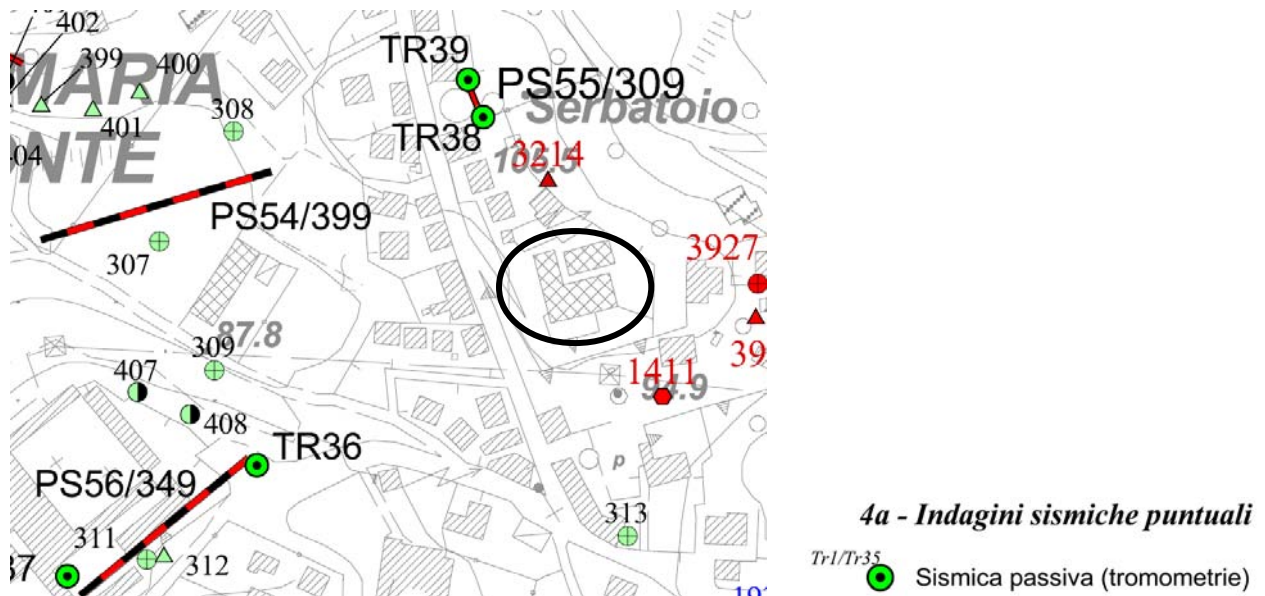 402
399
400
MARIA
401
308
NTE
PS54/399
307
TR39
PS55/309
Serbatoio
TR38
3214
3927
39
87.8
309
407
408
1411
94.9
TR36
PS56/349
p
311
312
313
37
4a - Indagini sismiche puntuali
Tr1/Tr35
Sismica passiva (tromometrie)